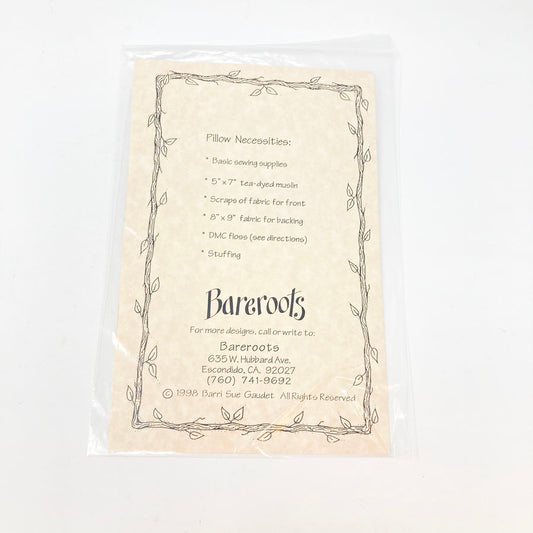 Pillow Necessities:
* Basic sewing supplies
* 5" x 7" tea-dyed muslin
* Scraps of fabric for front
* 8" x 9" fabric for backing
* DMC floss (see directions)
* Stuffing
Bareroots
For more designs, call or write to:
Bareroots
635 W. Hubbard Ave.
Escondido, CA. 92027
(760) 741-9692
© 1998 Barri Sue Gaudet All Rights Reserved